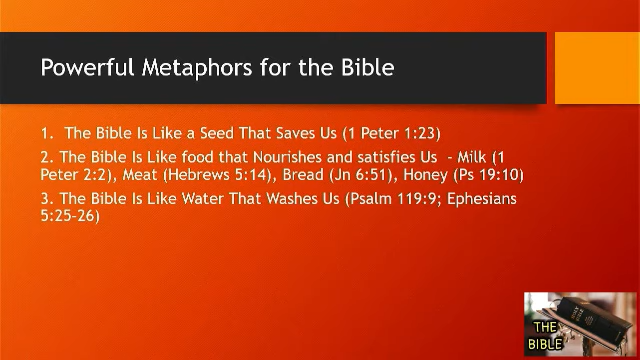 Powerful Metaphors for the Bible
1. The Bible Is Like a Seed That Saves Us (1 Peter 1:23)
2. The Bible Is Like food that Nourishes and satisfies Us - Milk (1
Peter 2:2), Meat (Hebrews 5:14), Bread (Jn 6:51), Honey (Ps 19:10)
3. The Bible Is Like Water That Washes Us (Psalm 119:9; Ephesians
5:25-26)
THE
BIBLE
HOLY
BIBLE